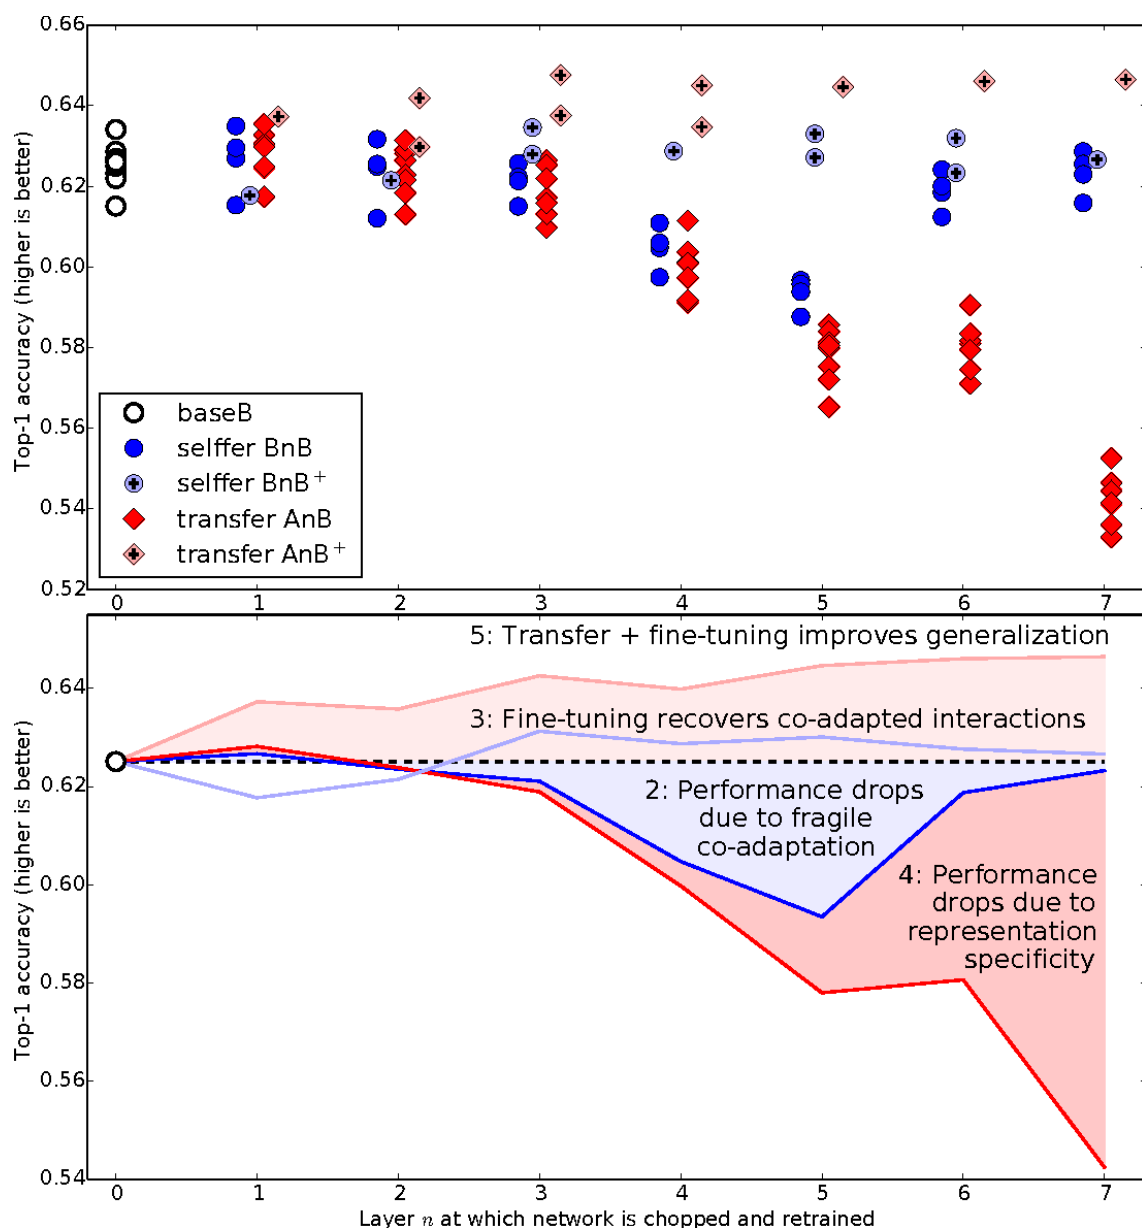 0.66
0.64
0.62
0.60
0.58
0.56
0.54
0.52
Top-1 accuracy (higher is better)
baseB
selffer BnB
selffer BnB⁺
transfer AnB
transfer AnB⁺
0 1 2 3 4 5 6 7
5: Transfer + fine-tuning improves generalization
3: Fine-tuning recovers co-adapted interactions
2: Performance drops
due to fragile
co-adaptation
4: Performance
drops due to
representation
specificity
0.64
0.62
0.60
0.58
0.56
0.54
Top-1 accuracy (higher is better)
0 1 2 3 4 5 6 7
Layer n at which network is chopped and retrained